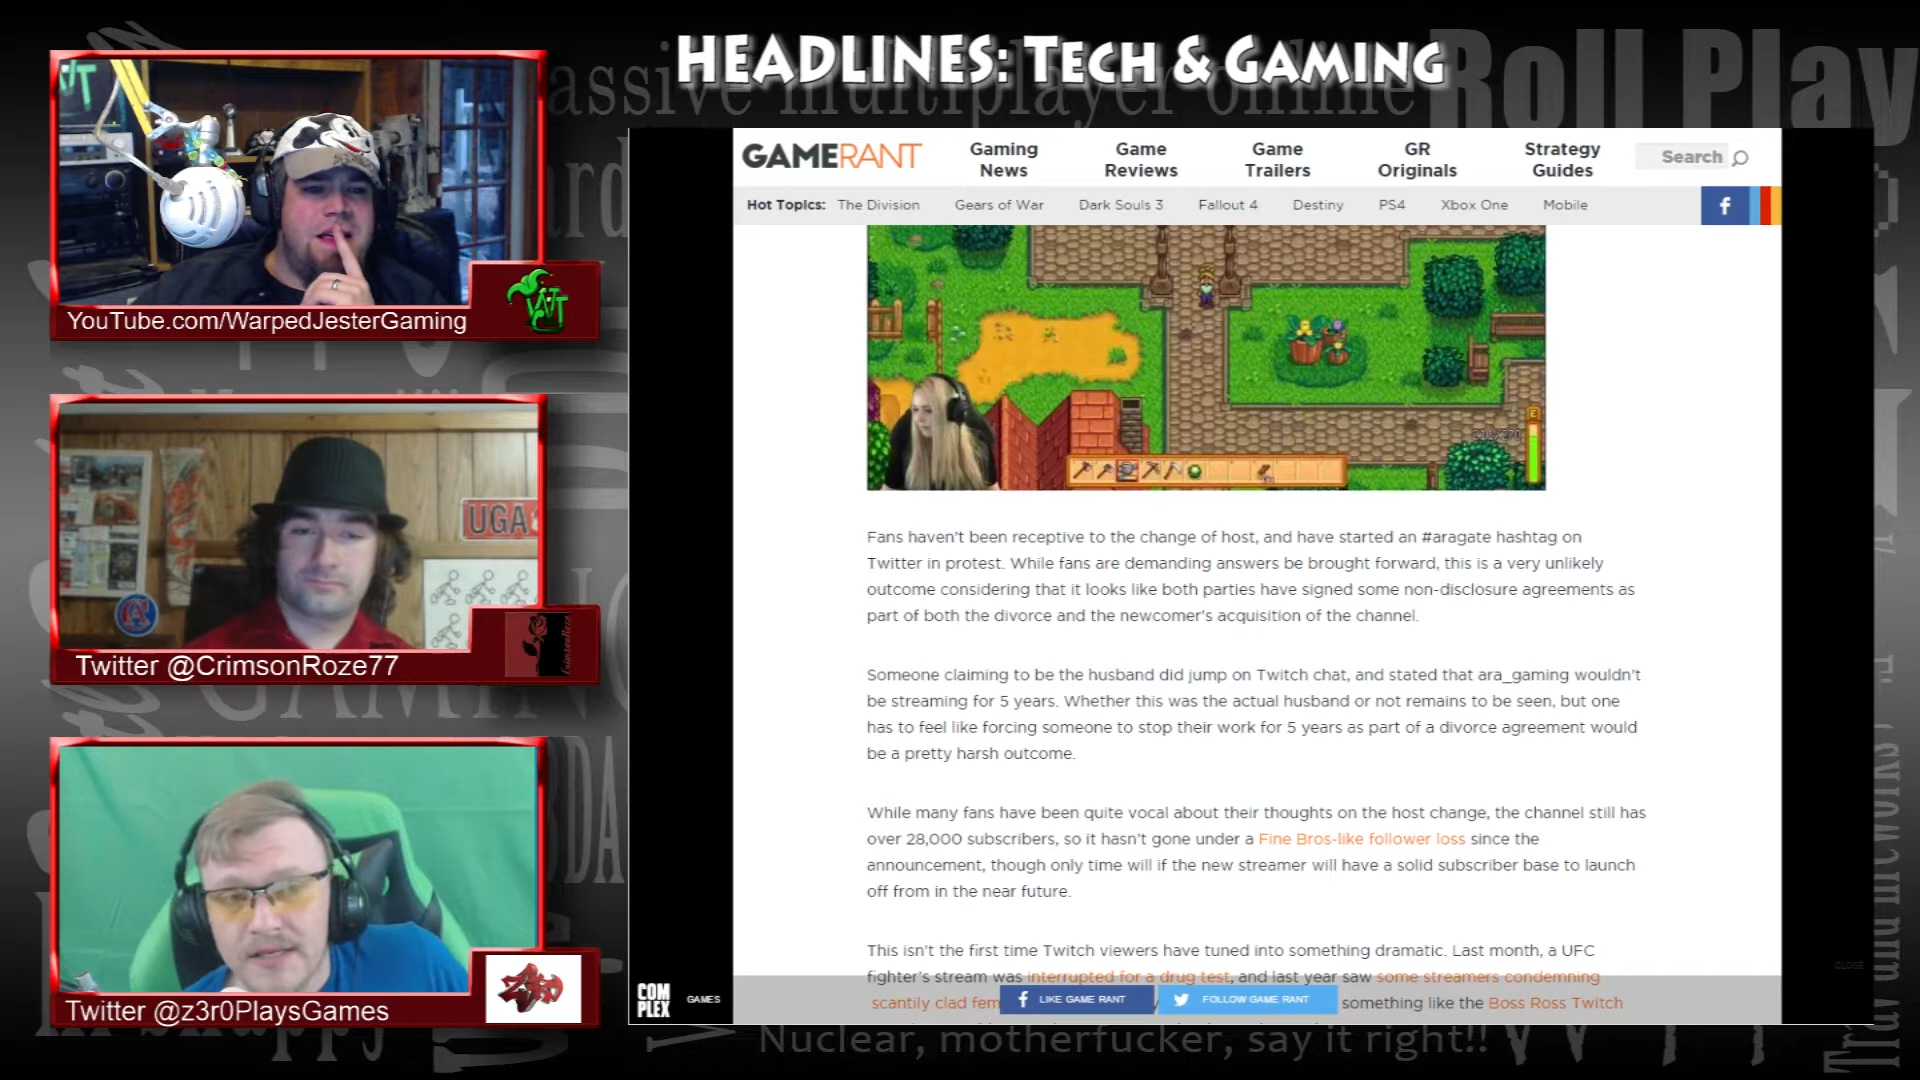 HEADLINES: TECH & GAMING
assive multiplayer online
Roll Play
YouTube.com/WarpedJesterGaming
Twitter @CrimsonRoze77
UGA
Twitter @z3r0PlaysGames
GAMERANT
Gaming News
Game Reviews
Game Trailers
GR Originals
Strategy Guides
Search
Hot Topics: The Division Gears of War Dark Souls 3 Fallout 4 Destiny PS4 Xbox One Mobile
Fans haven't been receptive to the change of host, and have started an #aragate hashtag on
Twitter in protest. While fans are demanding answers be brought forward, this is a very unlikely
outcome considering that it looks like both parties have signed some non-disclosure agreements as
part of both the divorce and the newcomer's acquisition of the channel.
Someone claiming to be the husband did jump on Twitch chat, and stated that ara_gaming wouldn't
be streaming for 5 years. Whether this was the actual husband or not remains to be seen, but one
has to feel like forcing someone to stop their work for 5 years as part of a divorce agreement would
be a pretty harsh outcome.
While many fans have been quite vocal about their thoughts on the host change, the channel still has
over 28,000 subscribers, so it hasn't gone under a Fine Bros-like follower loss since the
announcement, though only time will if the new streamer will have a solid subscriber base to launch
off from in the near future.
This isn't the first time Twitch viewers have tuned into something dramatic. Last month, a UFC
fighter's stream was interrupted for a drug test, and last year saw some streamers condemning
scantily clad fem
something like the Boss Ross Twitch
COMPLEX GAMES
LIKE GAME RANT
FOLLOW GAME RANT
CLOSE
Nuclear, motherfucker, say it right!!